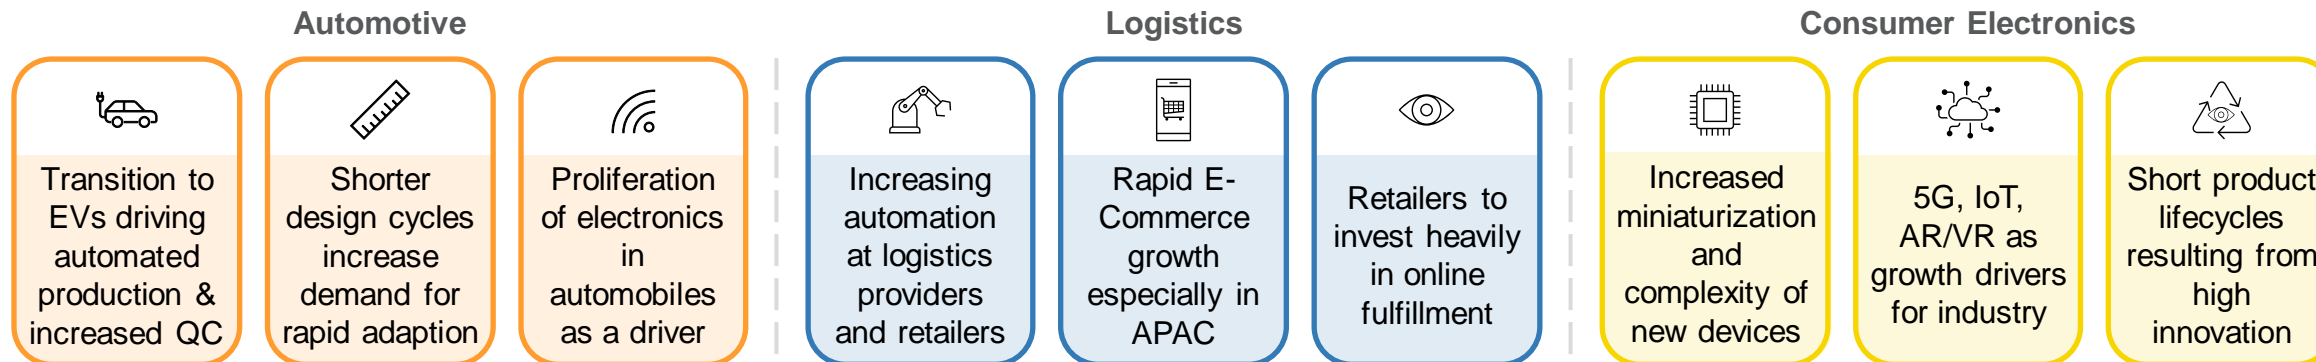 Automotive
Transition to
EVs driving
automated
production &
increased QC
Shorter
design cycles
increase
demand for
rapid adaption
Proliferation
of electronics
in
automobiles
as a driver
Logistics
Increasing
automation
at logistics
providers
and retailers
Rapid E-
Commerce
growth
especially in
APAC
Retailers to
invest heavily
in online
fulfillment
Consumer Electronics
Increased
miniaturization
and
complexity of
new devices
5G, IoT,
AR/VR as
growth drivers
for industry
Short product
lifecycles
resulting from
high
innovation